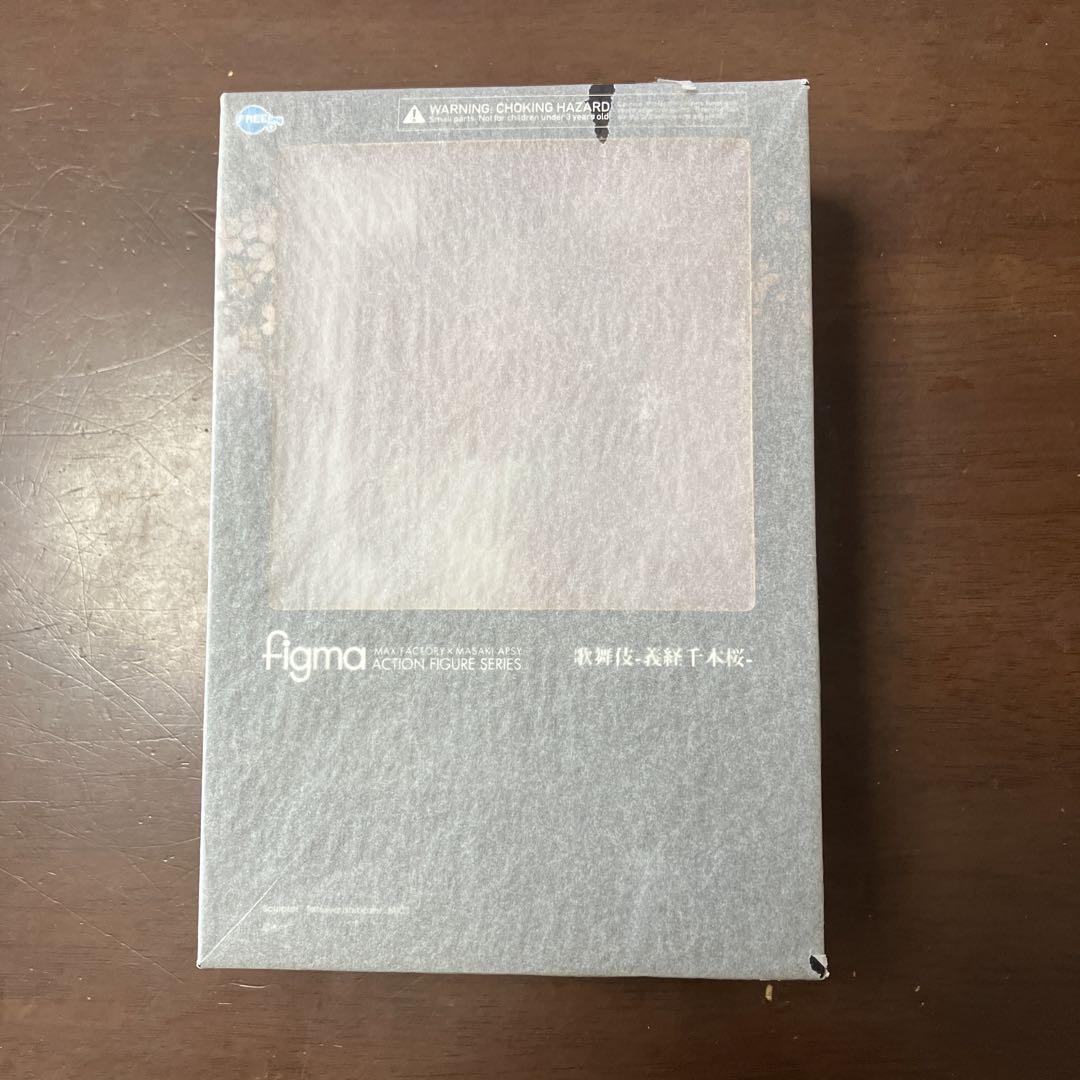 FREEing
WARNING: CHOKING HAZARD
Small parts. Not for children under 3 years old
figma
MAX FACTORY×MASAKI APSY
ACTION FIGURE SERIES
歌舞伎-義経千本桜-
Sculptor